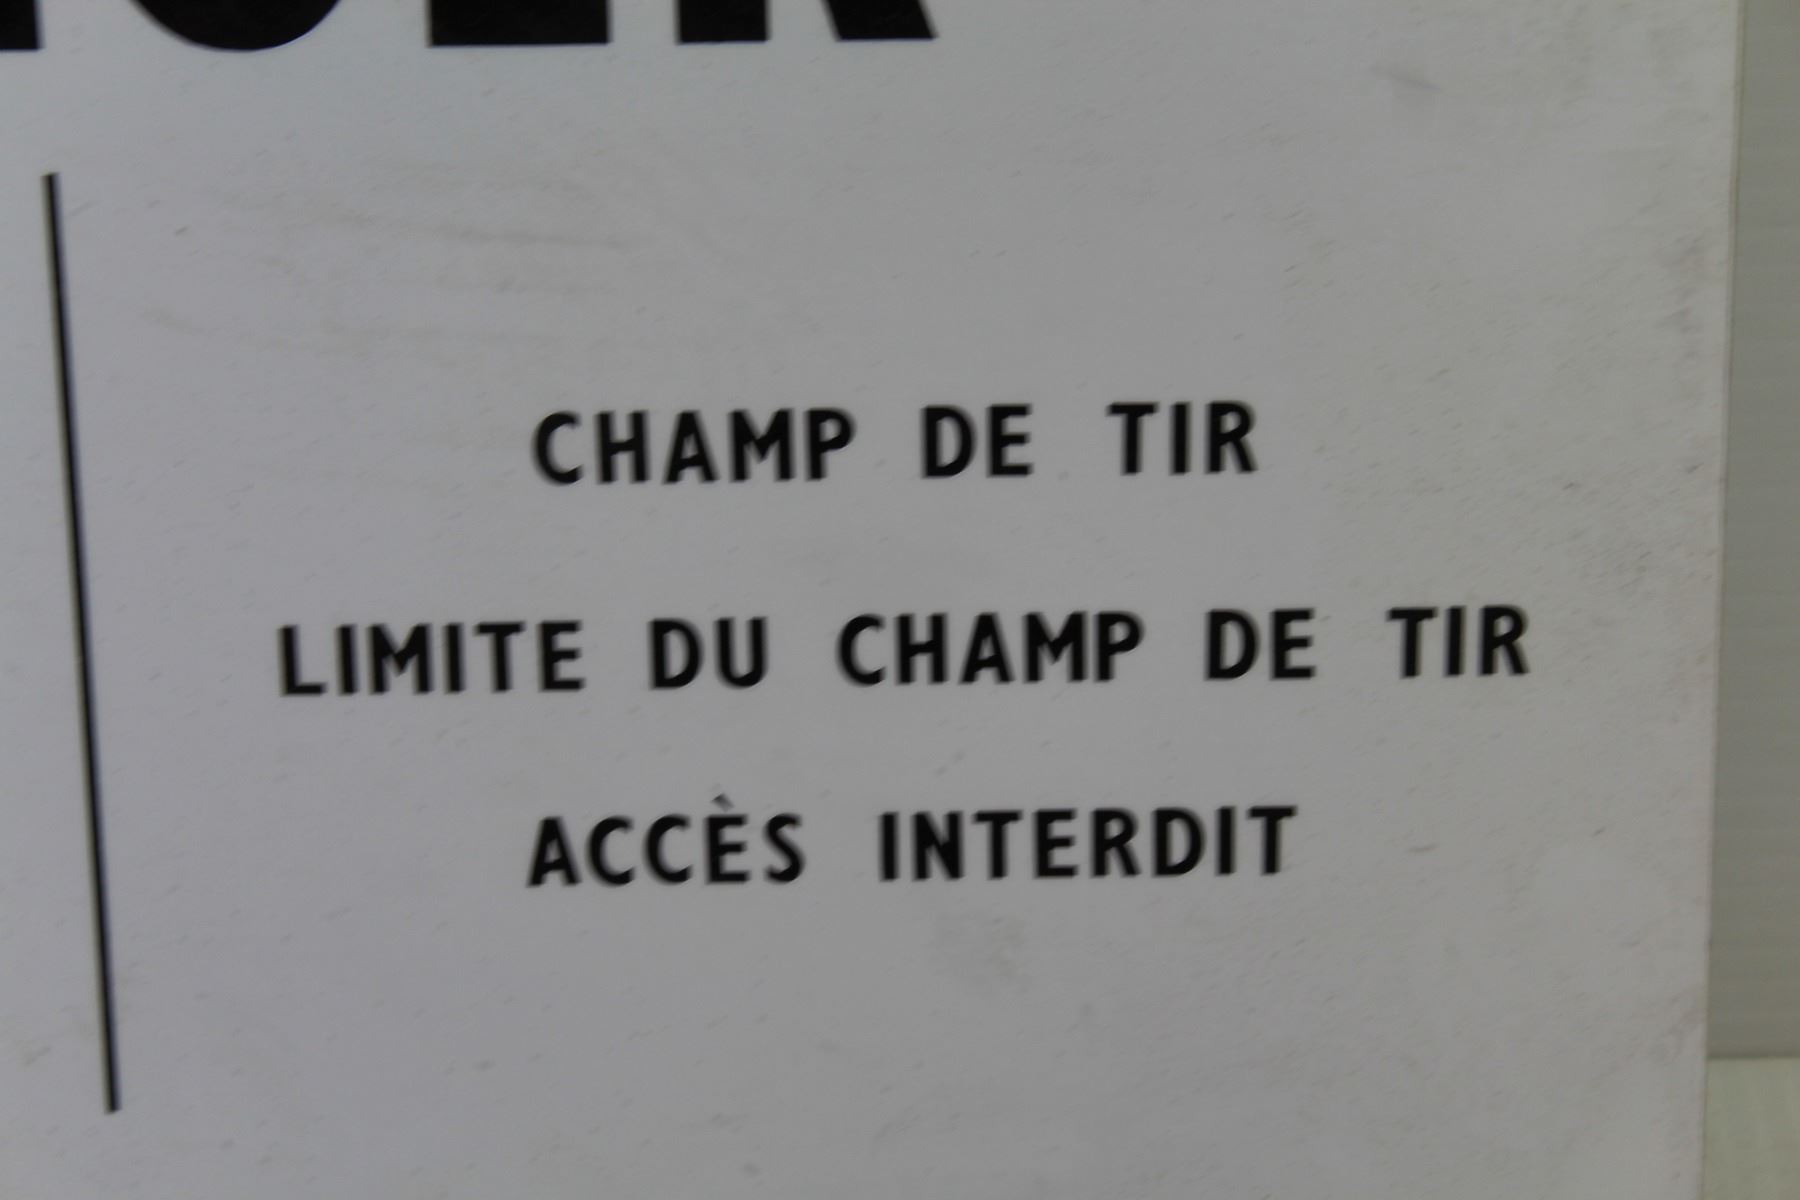 CHAMP DE TIR
LIMITE DU CHAMP DE TIR
ACCÈS INTERDIT